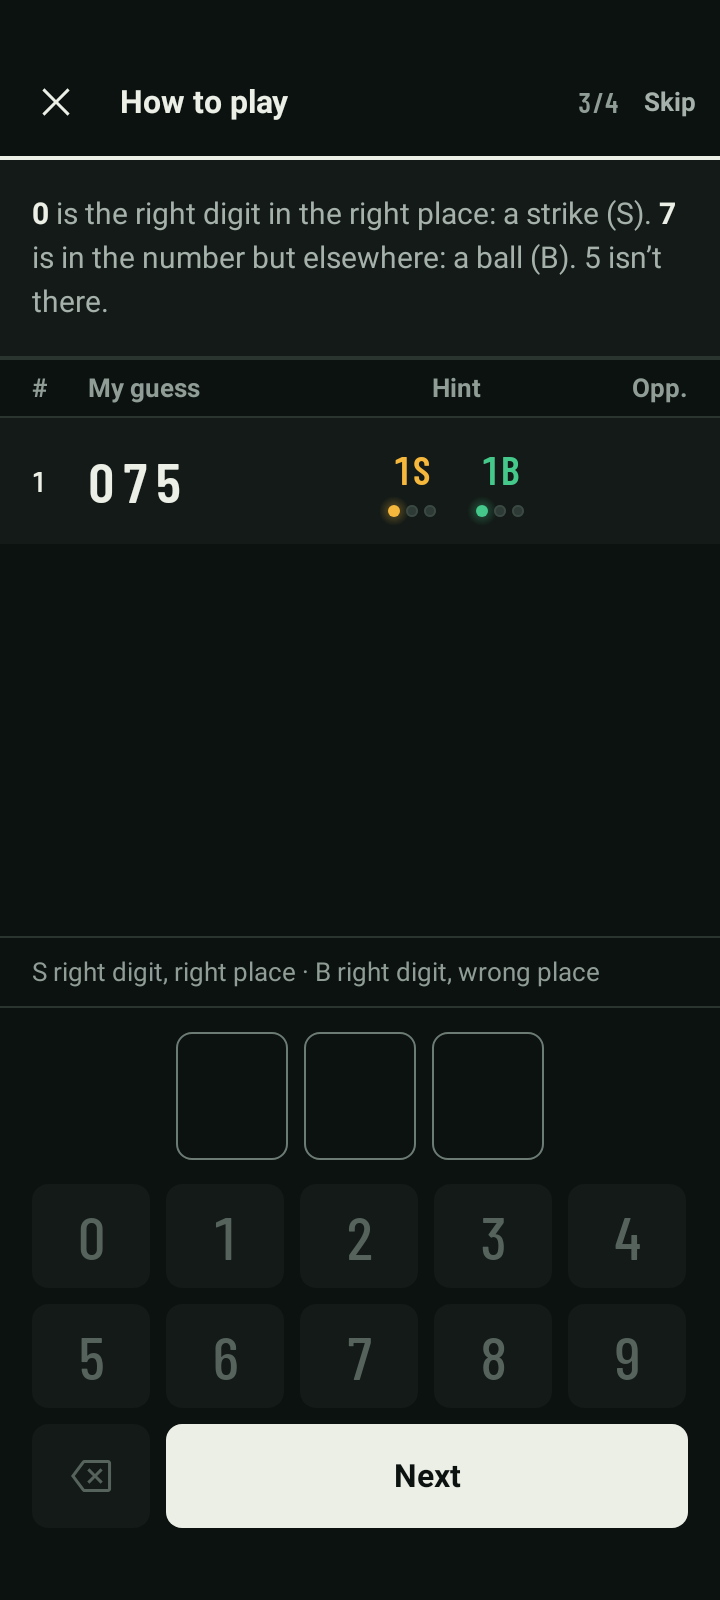 How to play
3/4
Skip
0 is the right digit in the right place: a strike (S). 7
is in the number but elsewhere: a ball (B). 5 isn’t
there.
# My guess Hint Opp.
1 075 1S 1B
S right digit, right place · B right digit, wrong place
0 1 2 3 4
5 6 7 8 9
Next